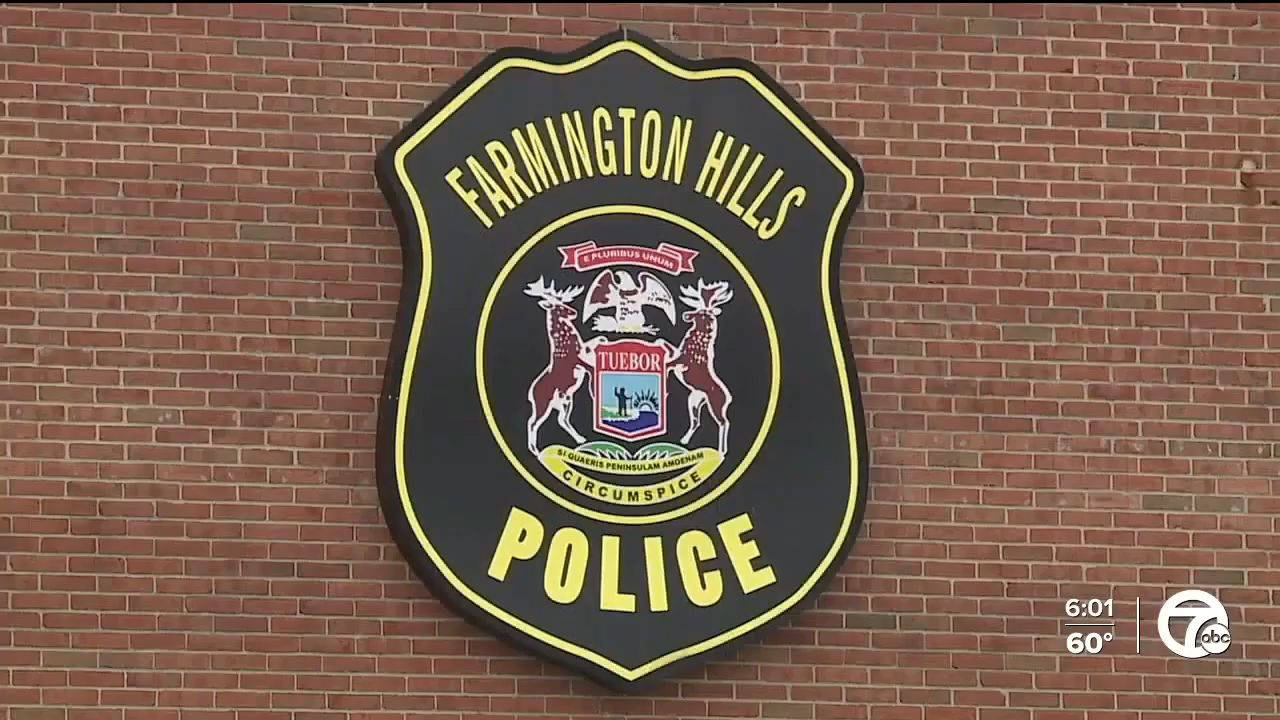 FARMINGTON HILLS
E PLURIBUS UNUM
TUEBOR
SI QUAERIS PENINSULAM AMOENAM
CIRCUMSPICE
POLICE
6:01
60°
7 abc